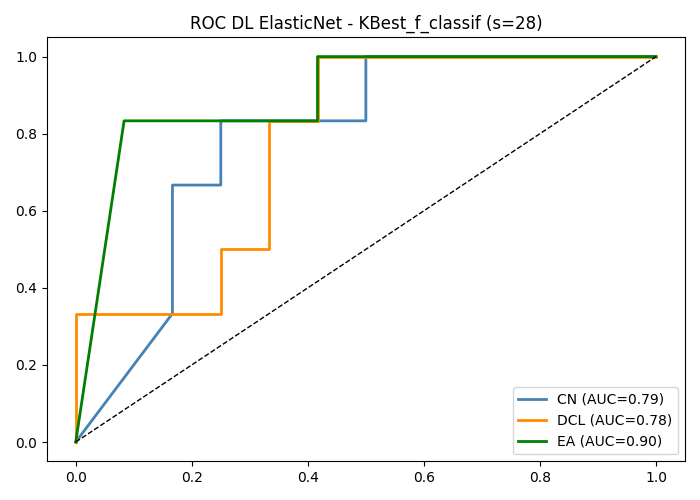 ROC DL ElasticNet - KBest_f_classif (s=28)
1.0
0.8
0.6
0.4
0.2
0.0
CN (AUC=0.79)
DCL (AUC=0.78)
EA (AUC=0.90)
0.0 0.2 0.4 0.6 0.8 1.0